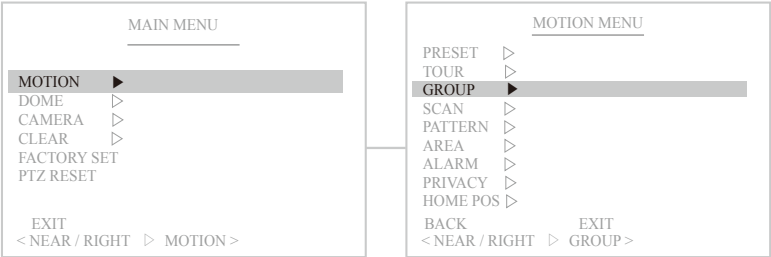 MAIN MENU
MOTION ▶
DOME ▷
CAMERA ▷
CLEAR ▷
FACTORY SET
PTZ RESET
EXIT
< NEAR / RIGHT ▷ MOTION >
MOTION MENU
PRESET ▷
TOUR ▷
GROUP ▶
SCAN ▷
PATTERN ▷
AREA ▷
ALARM ▷
PRIVACY ▷
HOME POS ▷
BACK EXIT
< NEAR / RIGHT ▷ GROUP >